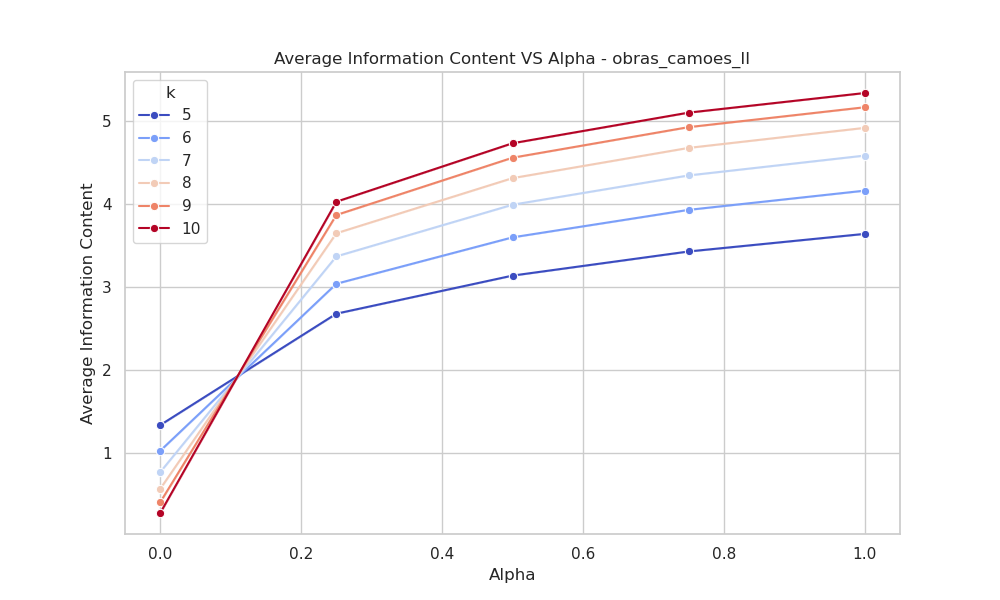 Average Information Content VS Alpha - obras_camoes_II
k
5
6
7
8
9
10
Average Information Content
5
4
3
2
1
0.0 0.2 0.4 0.6 0.8 1.0
Alpha